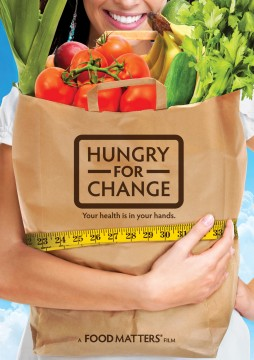 HUNGRY
FOR
CHANGE
Your health is in your hands.
23 24 25 26 27 28 29 30 31 33
A FOOD MATTERS® FILM